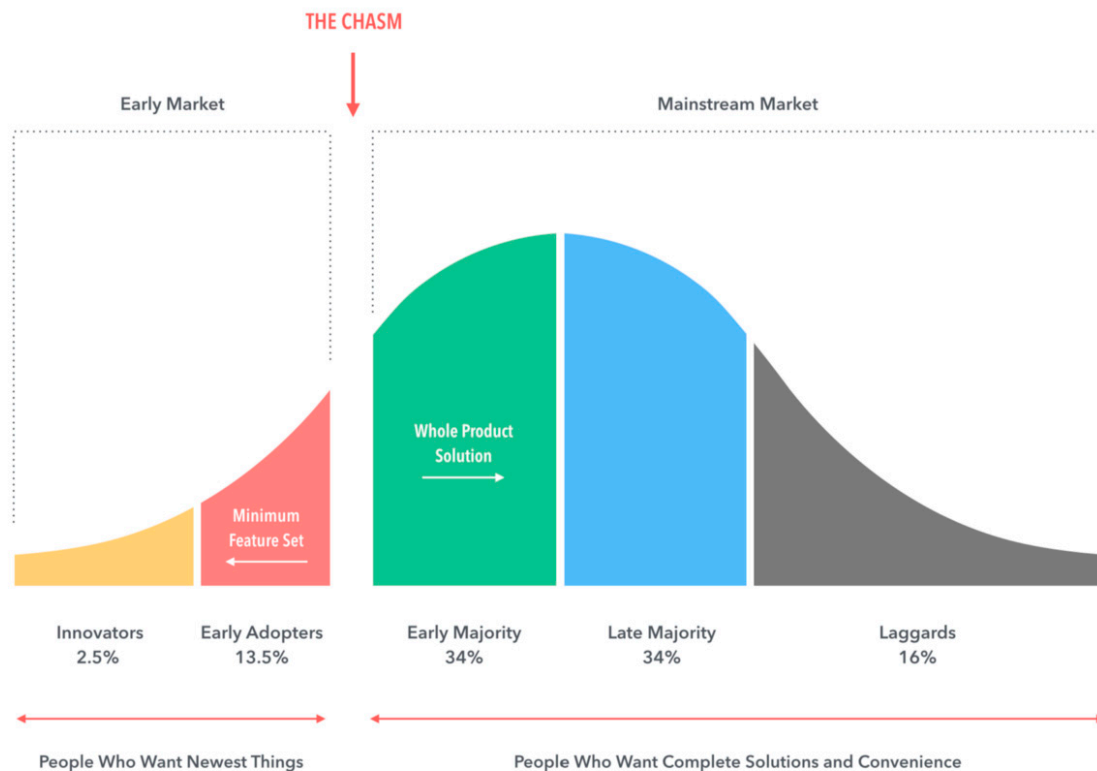 THE CHASM
Early Market
Mainstream Market
Whole Product
Solution
Minimum
Feature Set
Innovators
2.5%
Early Adopters
13.5%
Early Majority
34%
Late Majority
34%
Laggards
16%
People Who Want Newest Things
People Who Want Complete Solutions and Convenience